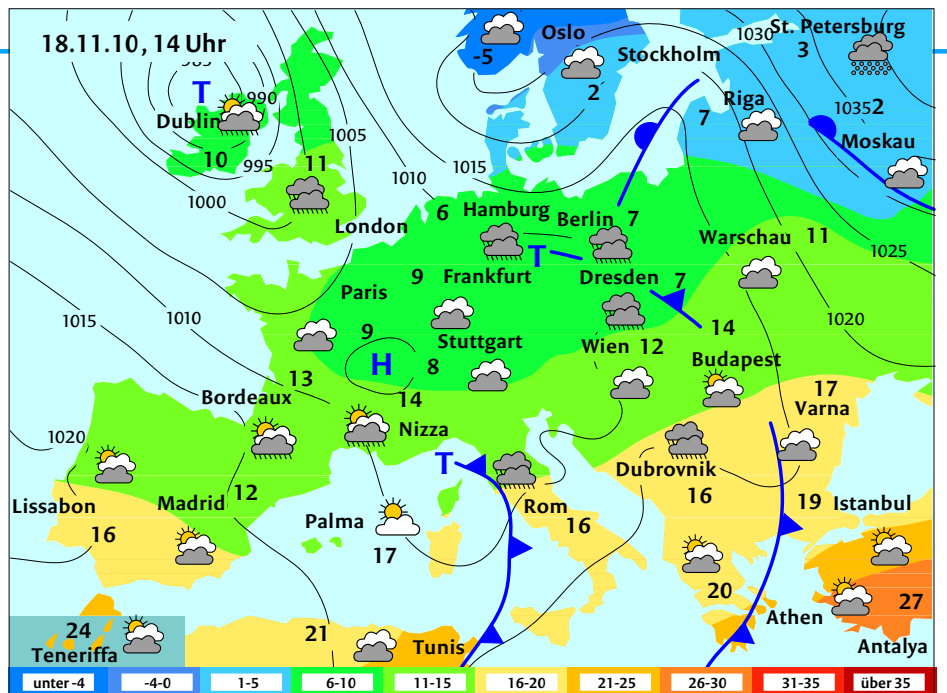 18.11.10, 14 Uhr
Oslo
-5
Stockholm
2
1030
St. Petersburg
3
985
T
990
Dublin
10
995
1000
1005
11
London
1010
1015
Riga
7
1035
2
Moskau
6
Hamburg
Berlin
7
T
Warschau
11
1025
9
Frankfurt
Dresden
7
Paris
9
H
8
Stuttgart
Wien
12
14
Budapest
1020
1015
1010
13
Bordeaux
14
Nizza
17
Varna
1020
T
Lissabon
16
Madrid
12
Palma
17
Rom
16
Dubrovnik
16
19
Istanbul
20
Athen
27
Antalya
24
Teneriffa
21
Tunis
unter -4
-4-0
1-5
6-10
11-15
16-20
21-25
26-30
31-35
über 35